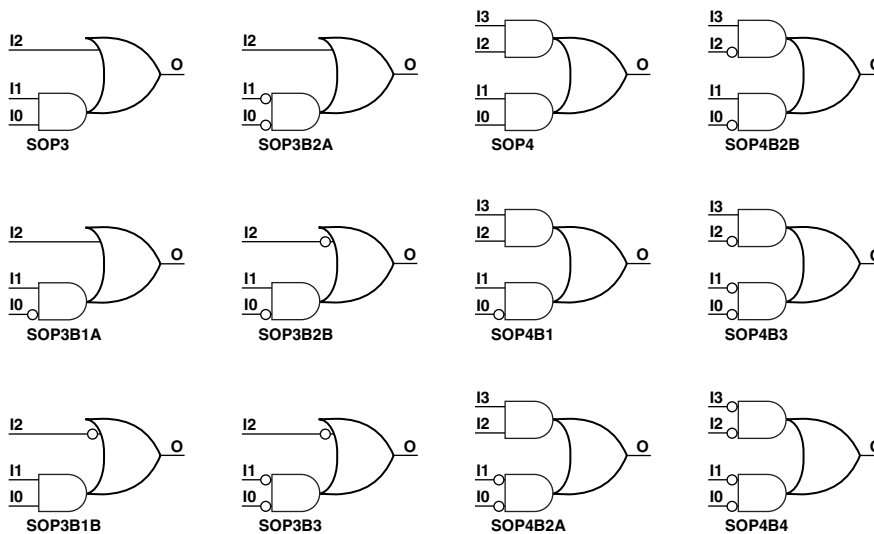 I2
O
I1
I0
SOP3
I2
O
I1
I0
SOP3B2A
I3
I2
O
I1
I0
SOP4
I3
I2
I1
I0
SOP4B2B
I2
O
I1
I0
SOP3B1A
I2
O
I1
I0
SOP3B2B
I3
I2
O
I1
I0
SOP4B1
I3
I2
I1
I0
SOP4B3
I2
O
I1
I0
SOP3B1B
I2
O
I1
I0
SOP3B3
I3
I2
O
I1
I0
SOP4B2A
I3
I2
I1
I0
SOP4B4